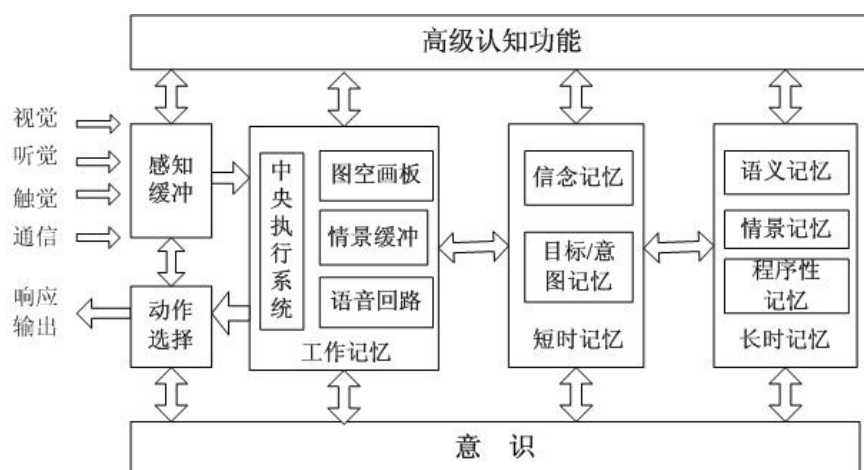 高级认知功能
视觉
听觉
触觉
通信
感知
缓冲
响应
输出
动作
选择
中
央
执
行
系
统
图空画板
情景缓冲
语音回路
工作记忆
信念记忆
目标/意
图记忆
短时记忆
语义记忆
情景记忆
程序性
记忆
长时记忆
意 识